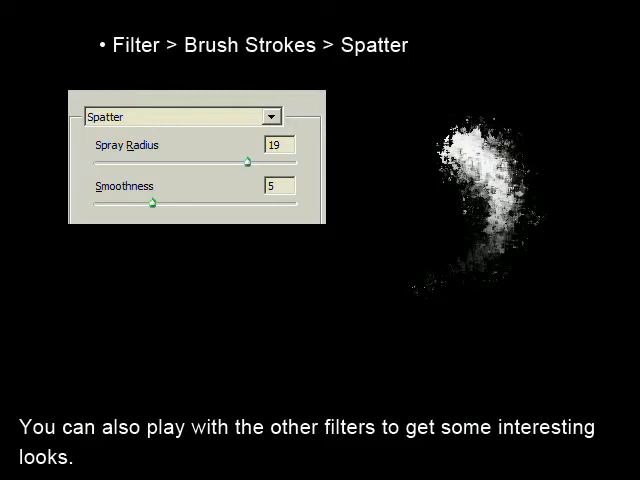 • Filter > Brush Strokes > Spatter
Spatter
Spray Radius 19
Smoothness 5
You can also play with the other filters to get some interesting
looks.